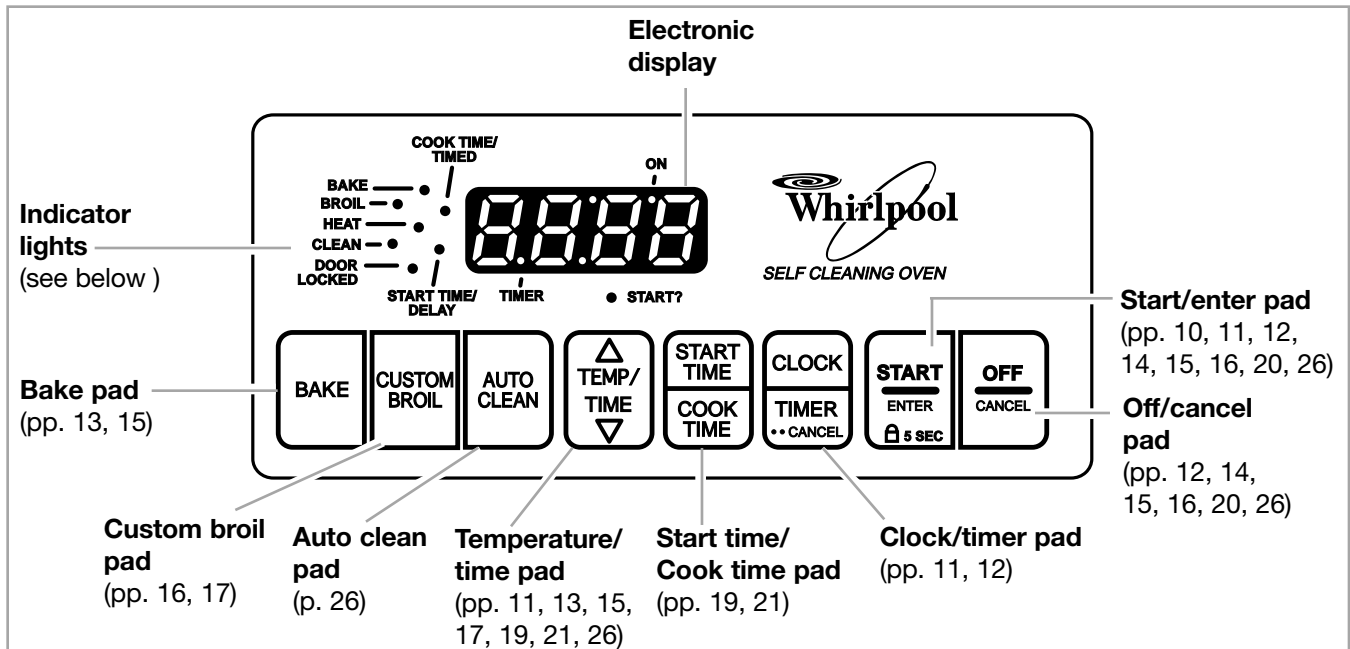 Electronic
display
COOK TIME/
TIMED
ON
BAKE
BROIL
HEAT
CLEAN
DOOR
LOCKED
START TIME/
DELAY
TIMER
START?
8.8:8.8
Whirlpool
SELF CLEANING OVEN
Indicator
lights
(see below )
BAKE
CUSTOM
BROIL
AUTO
CLEAN
TEMP/
TIME
START
TIME
COOK
TIME
CLOCK
TIMER
•• CANCEL
START
ENTER
5 SEC
OFF
CANCEL
Start/enter pad
(pp. 10, 11, 12,
14, 15, 16, 20, 26)
Off/cancel
pad
(pp. 12, 14,
15, 16, 20, 26)
Bake pad
(pp. 13, 15)
Custom broil
pad
(pp. 16, 17)
Auto clean
pad
(p. 26)
Temperature/
time pad
(pp. 11, 13, 15,
17, 19, 21, 26)
Start time/
Cook time pad
(pp. 19, 21)
Clock/timer pad
(pp. 11, 12)